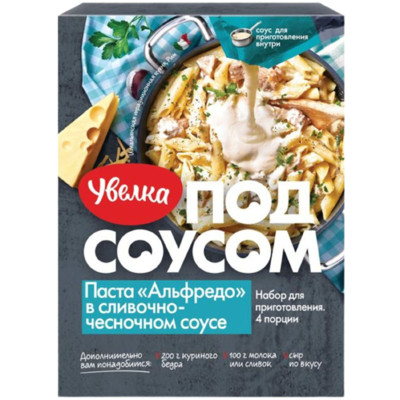 соус для
приготовления
внутри
Увелка
ПОД
СОУСОМ
Паста «Альфредо»
в сливочно-
чесночном соусе
Набор для
приготовления.
4 порции
Дополнительно
вам понадобится:
200 г куриного
бедра
100 г молока
или сливок
сыр
по вкусу